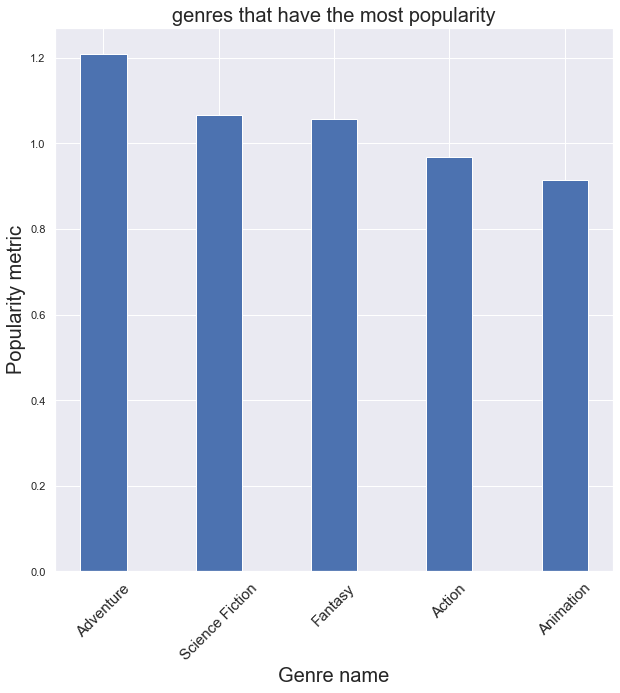 genres that have the most popularity
Popularity metric
1.2
1.0
0.8
0.6
0.4
0.2
0.0
Adventure
Science Fiction
Fantasy
Action
Animation
Genre name